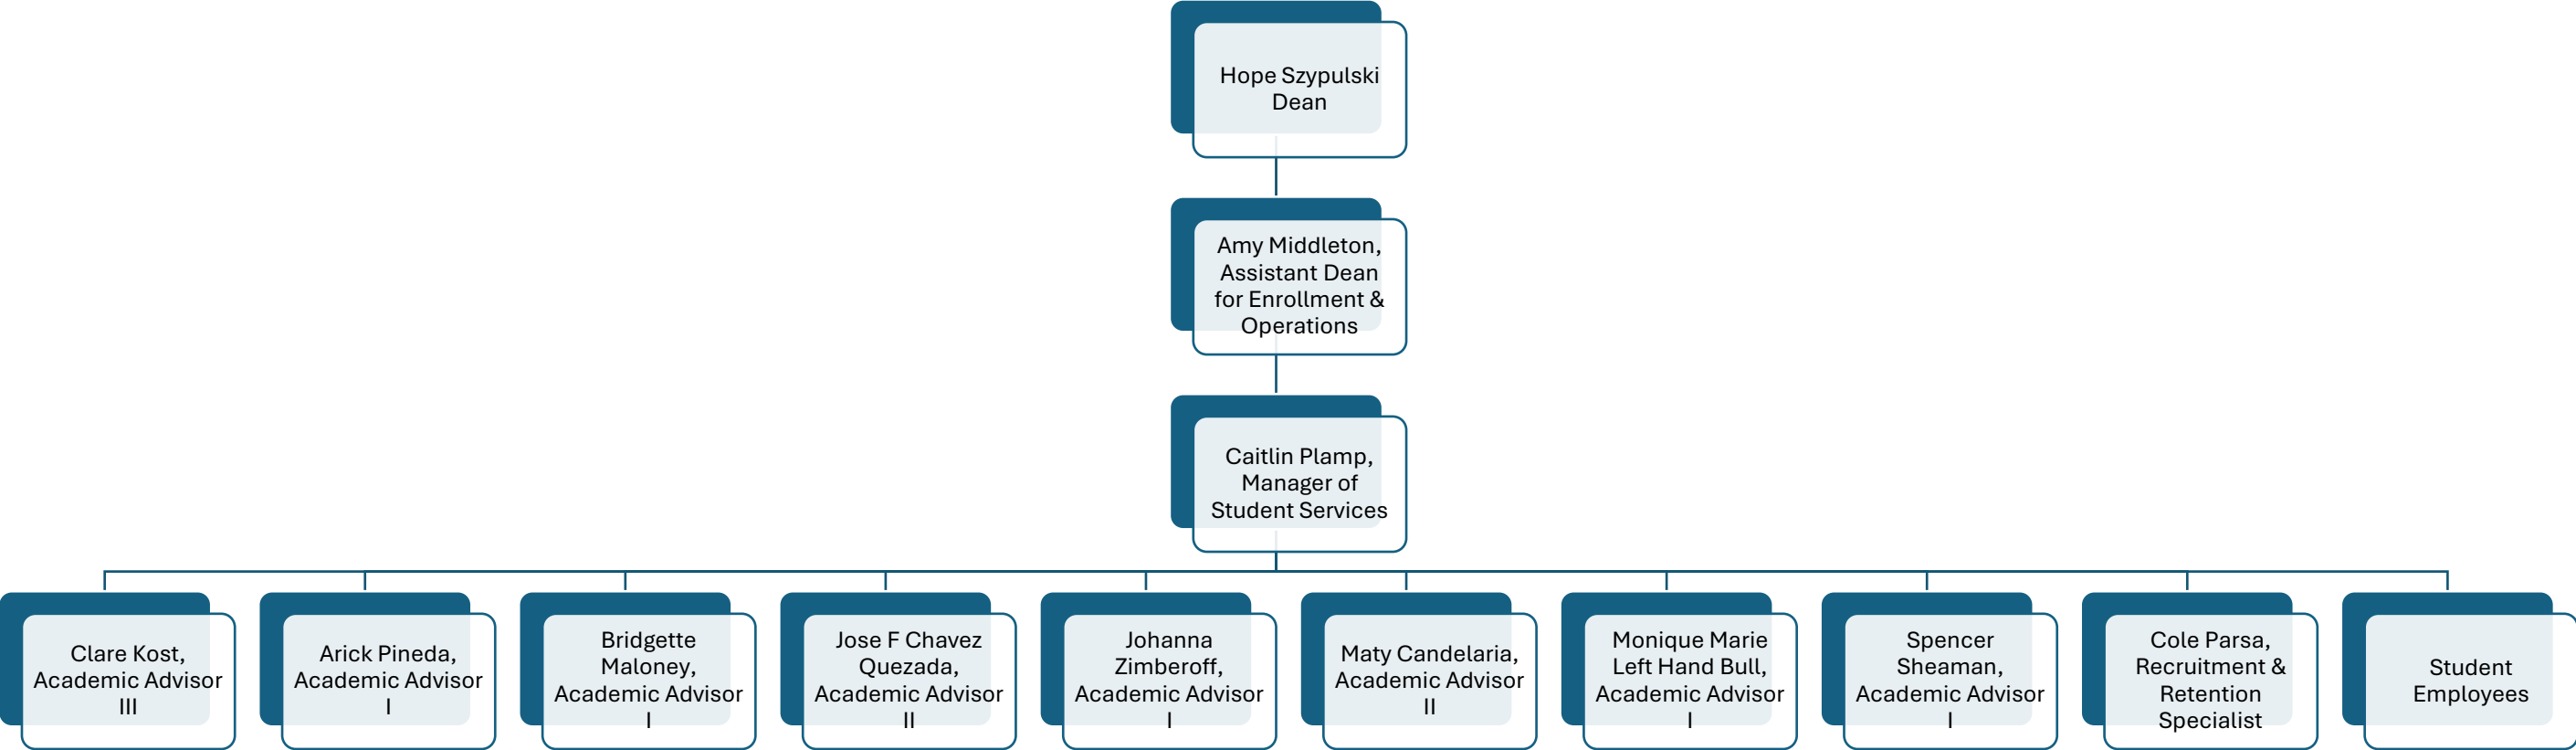 Hope Szypulski
Dean
Amy Middleton,
Assistant Dean
for Enrollment &
Operations
Caitlin Plamp,
Manager of
Student Services
Clare Kost,
Academic Advisor
III
Arick Pineda,
Academic Advisor
I
Bridgette
Maloney,
Academic Advisor
I
Jose F Chavez
Quezada,
Academic Advisor
II
Johanna
Zimberoff,
Academic Advisor
I
Maty Candelaria,
Academic Advisor
II
Monique Marie
Left Hand Bull,
Academic Advisor
I
Spencer
Sheaman,
Academic Advisor
I
Cole Parsa,
Recruitment &
Retention
Specialist
Student
Employees